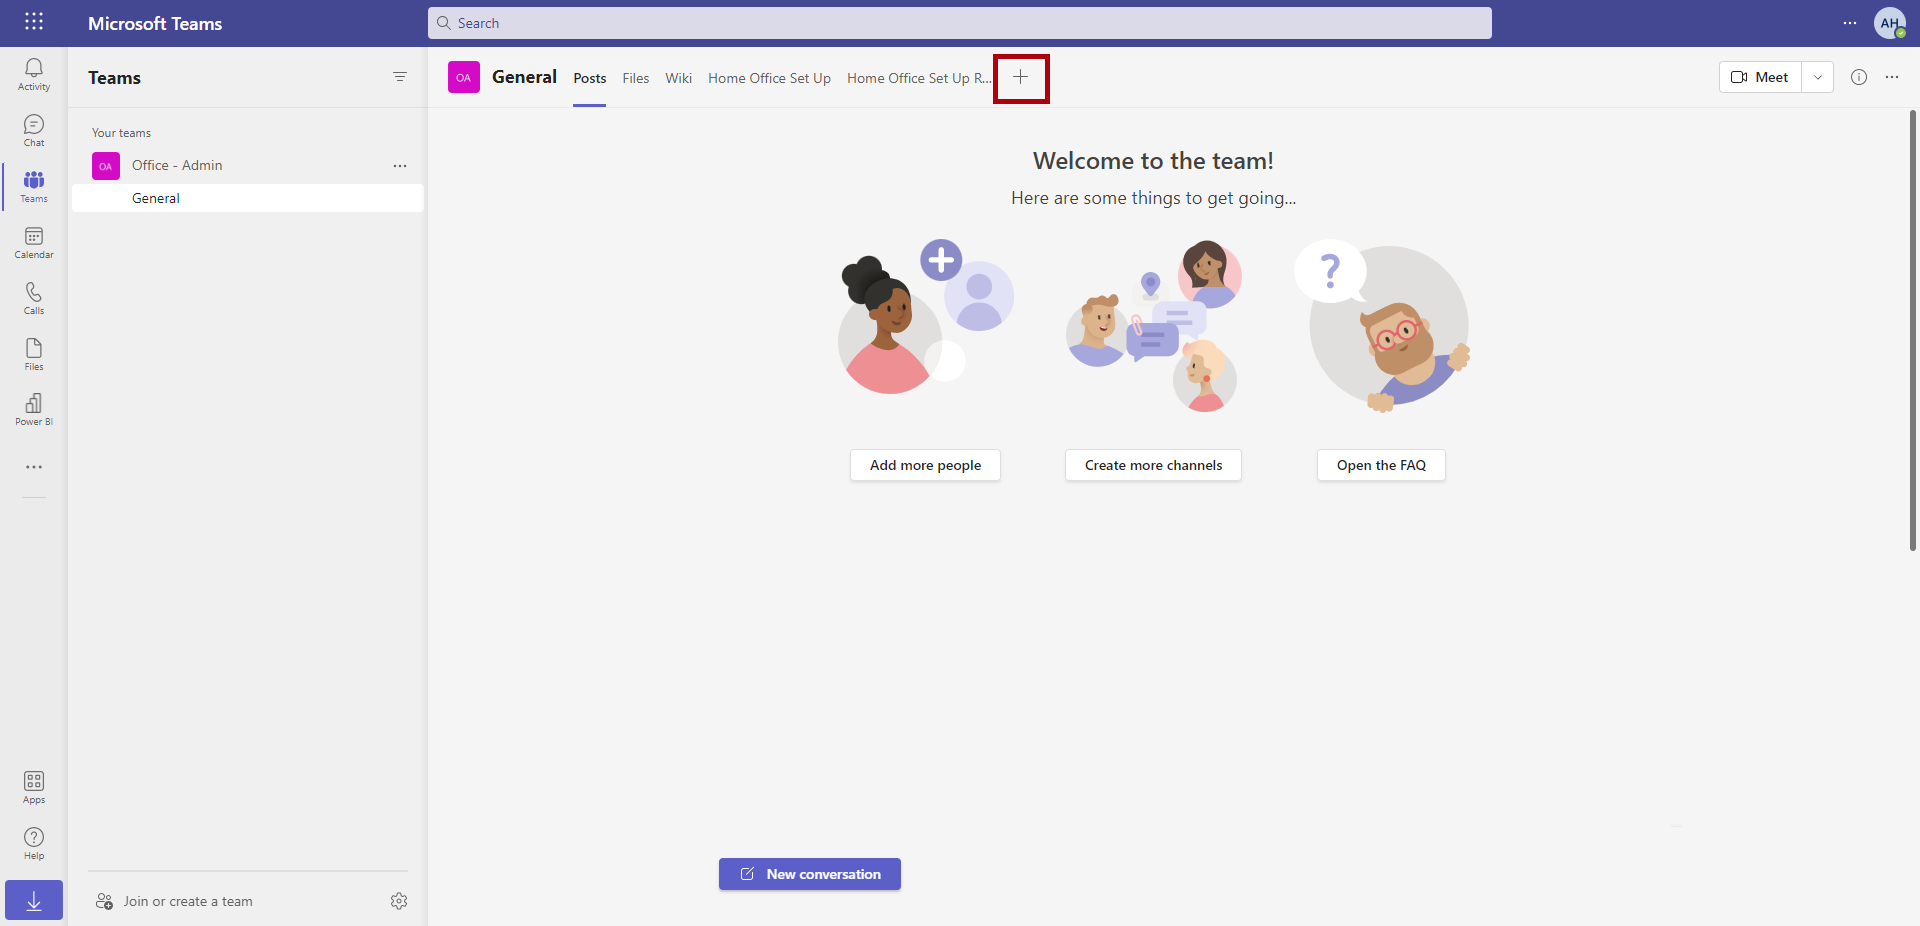 Microsoft Teams
Search
AH
Activity
Chat
Teams
Calendar
Calls
Files
Power BI
Apps
Help
Teams
Your teams
OA Office - Admin
General
Join or create a team
OA General Posts Files Wiki Home Office Set Up Home Office Set Up R...
Meet
Welcome to the team!
Here are some things to get going...
?
Add more people Create more channels Open the FAQ
New conversation